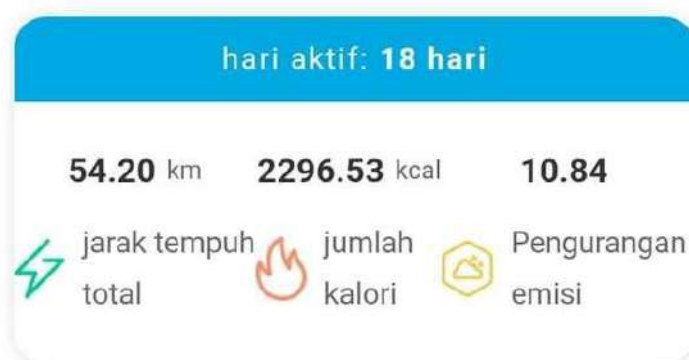 hari aktif: 18 hari
54.20 km 2296.53 kcal 10.84
jarak tempuh total
jumlah kalori
Pengurangan emisi